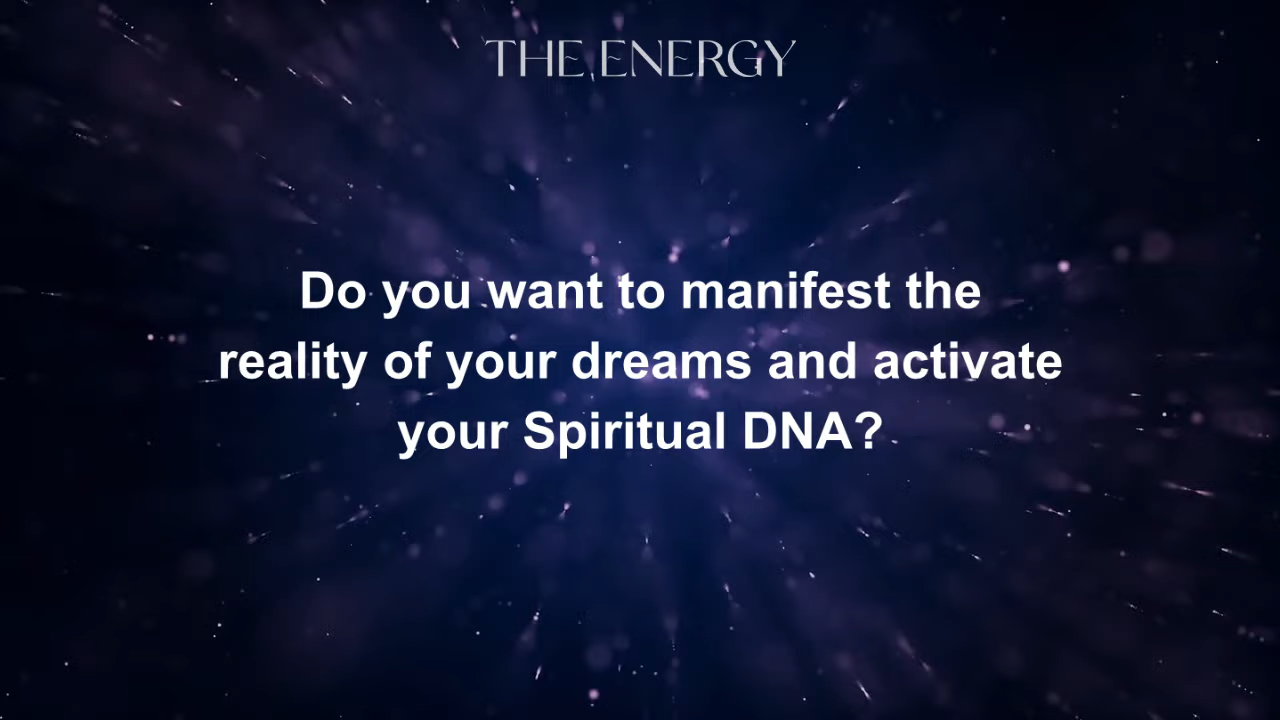 THE ENERGY
Do you want to manifest the
reality of your dreams and activate
your Spiritual DNA?